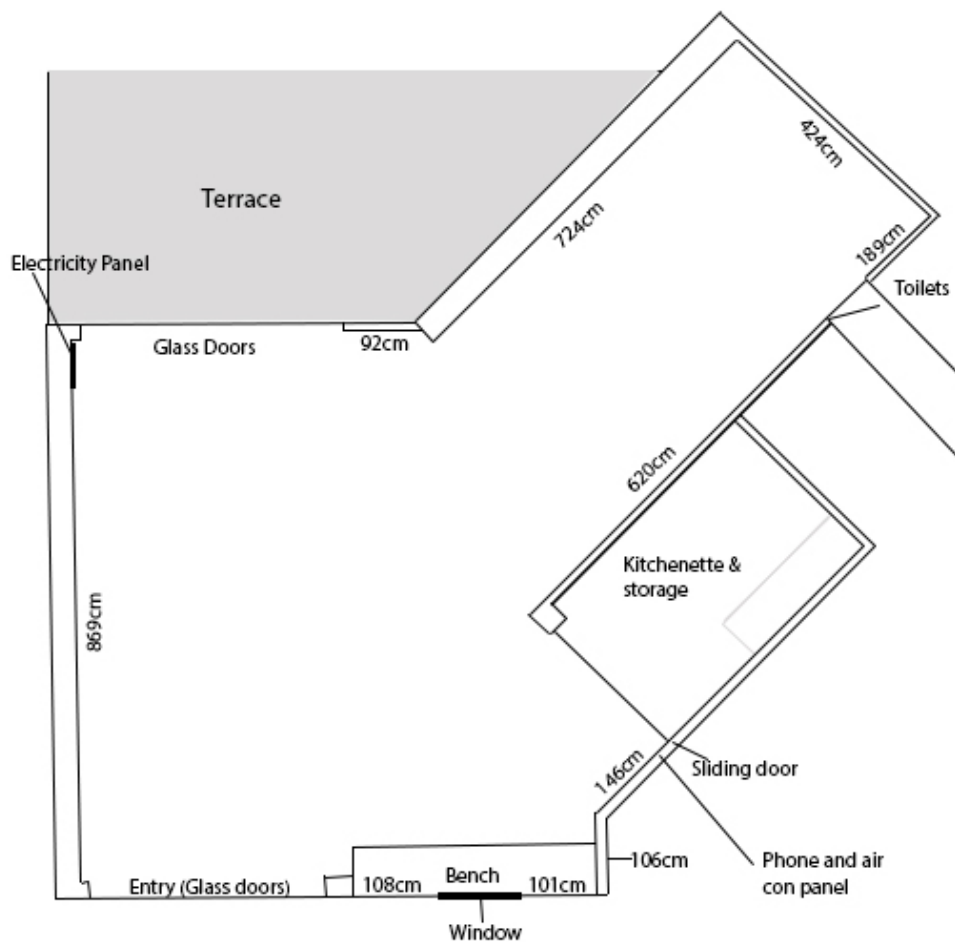 424cm
Terrace
724cm
189cm
Electricity Panel
Toilets
Glass Doors
92cm
620cm
Kitchenette &
storage
869cm
Sliding door
146cm
106cm
Phone and air
con panel
Entry (Glass doors)
108cm
Bench
101cm
Window